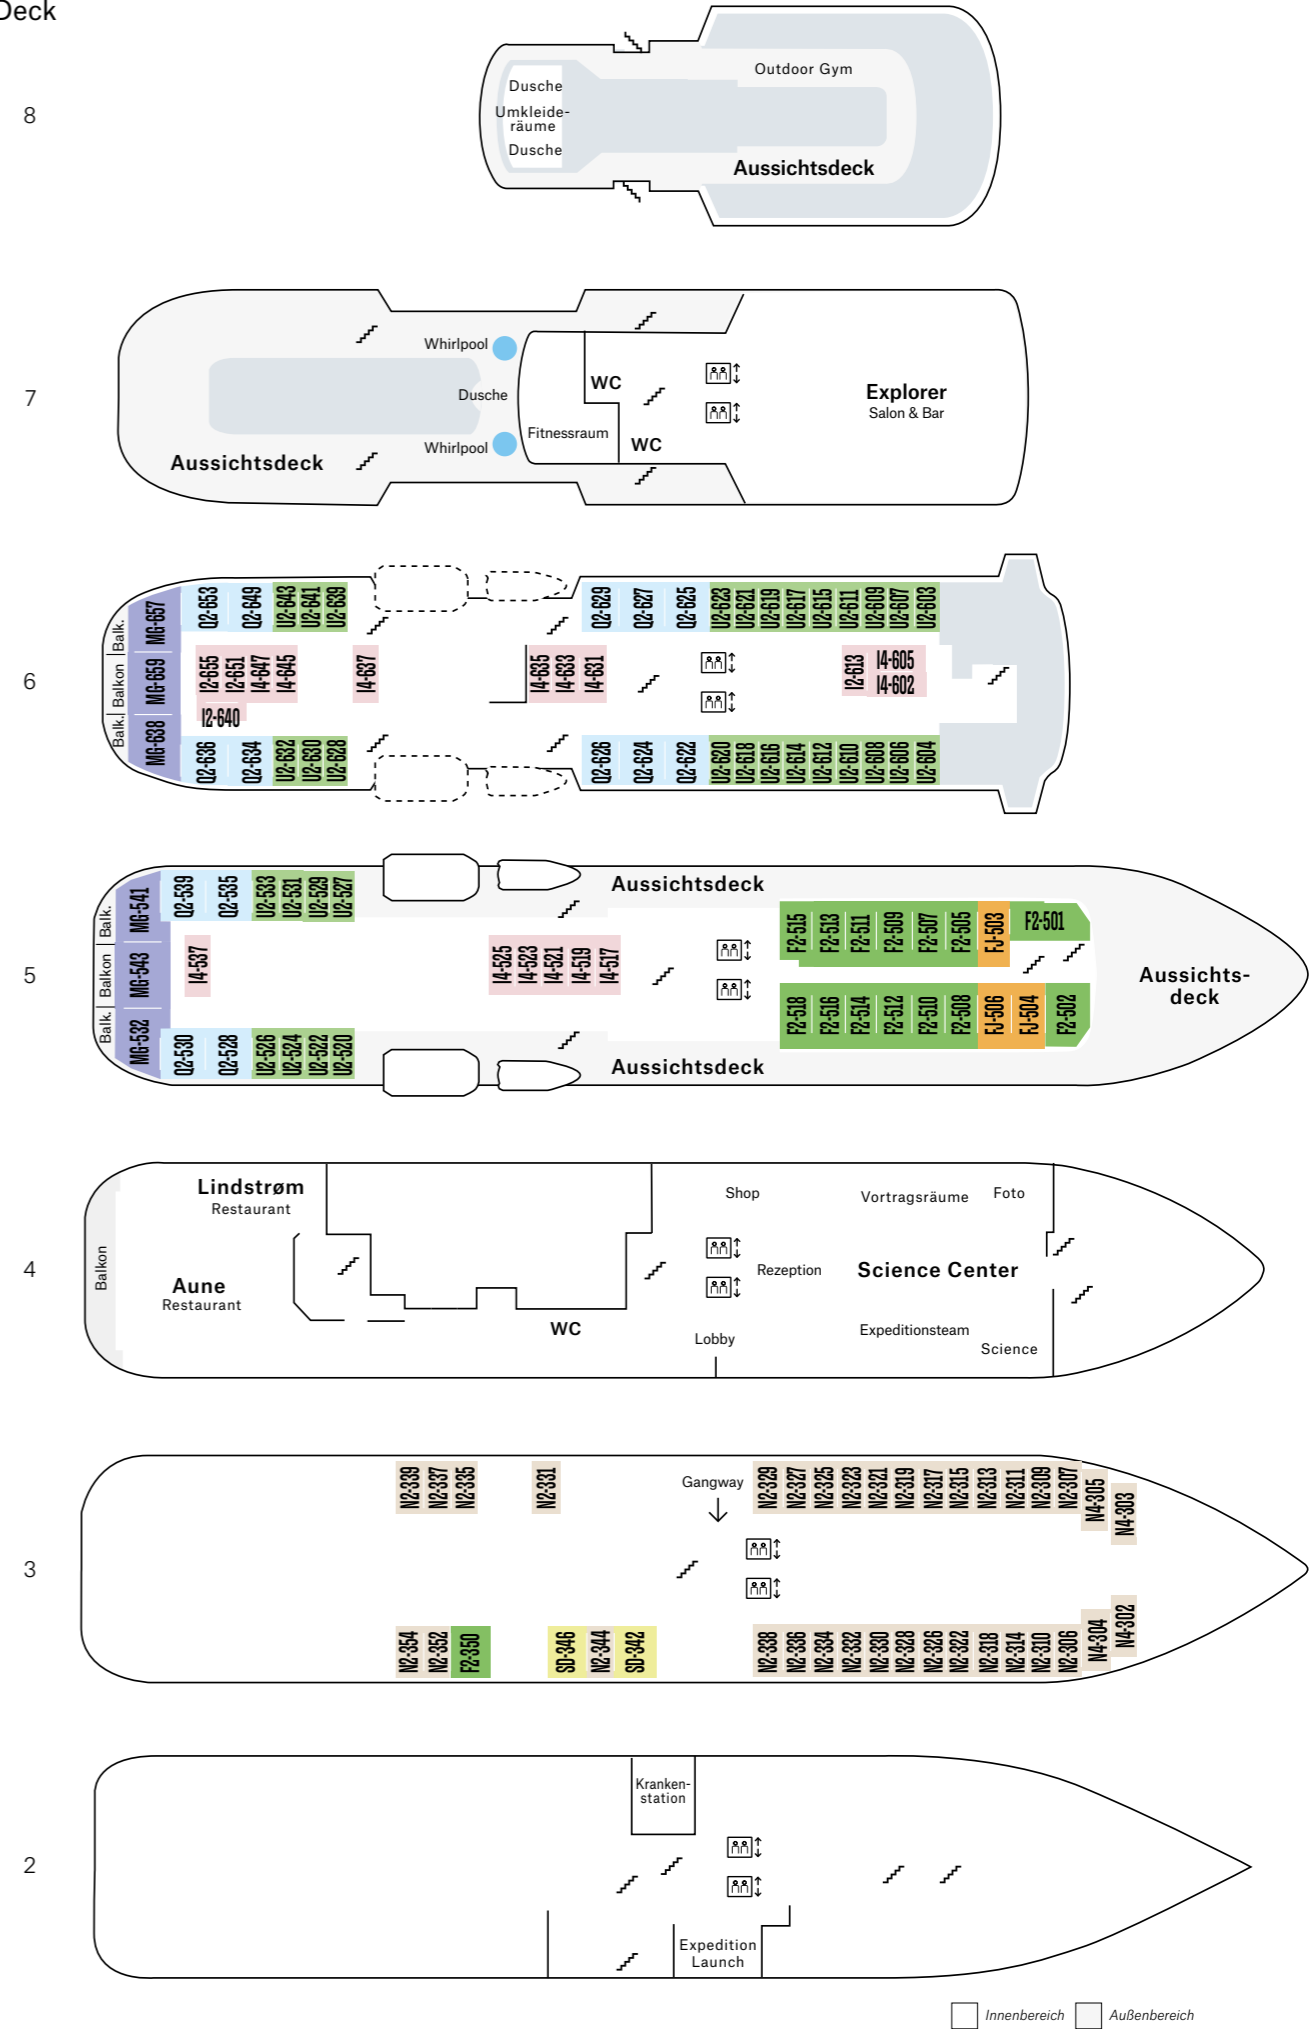 Deck
8
Dusche
Umkleide-
räume
Dusche
Outdoor Gym
Aussichtsdeck
7
Whirlpool
Dusche
Whirlpool
Aussichtsdeck
Fitnessraum
WC
WC
Explorer
Salon & Bar
6
Balk.
Balkon
Balk.
MG-667
MG-659
MG-638
Q2-653
Q2-649
U2-643
U2-641
U2-639
I2-655
I2-651
I4-647
I4-645
I4-637
I2-640
Q2-636
Q2-634
U2-632
U2-630
U2-628
I4-635
I4-633
I4-631
Q2-629
Q2-627
Q2-625
U2-623
U2-621
U2-619
U2-617
U2-615
U2-611
U2-609
U2-607
U2-603
I2-613
I4-605
I4-602
Q2-626
Q2-624
Q2-622
U2-620
U2-618
U2-616
U2-614
U2-612
U2-610
U2-608
U2-606
U2-604
5
Balk.
Balkon
Balk.
MG-541
MG-543
MG-532
Q2-539
Q2-535
U2-533
U2-531
U2-529
U2-527
I4-537
Q2-530
Q2-528
U2-526
U2-524
U2-522
U2-520
I4-525
I4-523
I4-521
I4-519
I4-517
Aussichtsdeck
Aussichtsdeck
F2-515
F2-513
F2-511
F2-509
F2-507
F2-505
FJ-503
F2-501
F2-518
F2-516
F2-514
F2-512
F2-510
F2-508
FJ-506
FJ-504
F2-502
Aussichts-
deck
4
Balkon
Lindstrøm
Restaurant
Aune
Restaurant
WC
Shop
Rezeption
Lobby
Vortragsräume
Foto
Science Center
Expeditionsteam
Science
3
N2-339
N2-337
N2-335
N2-331
Gangway
N2-329
N2-327
N2-325
N2-323
N2-321
N2-319
N2-317
N2-315
N2-313
N2-311
N2-309
N2-307
N4-305
N4-303
N2-354
N2-352
F2-350
SD-346
N2-344
SD-342
N2-338
N2-336
N2-334
N2-332
N2-330
N2-328
N2-326
N2-322
N2-318
N2-314
N2-310
N2-306
N4-304
N4-302
2
Kranken-
station
Expedition
Launch
Innenbereich
Außenbereich